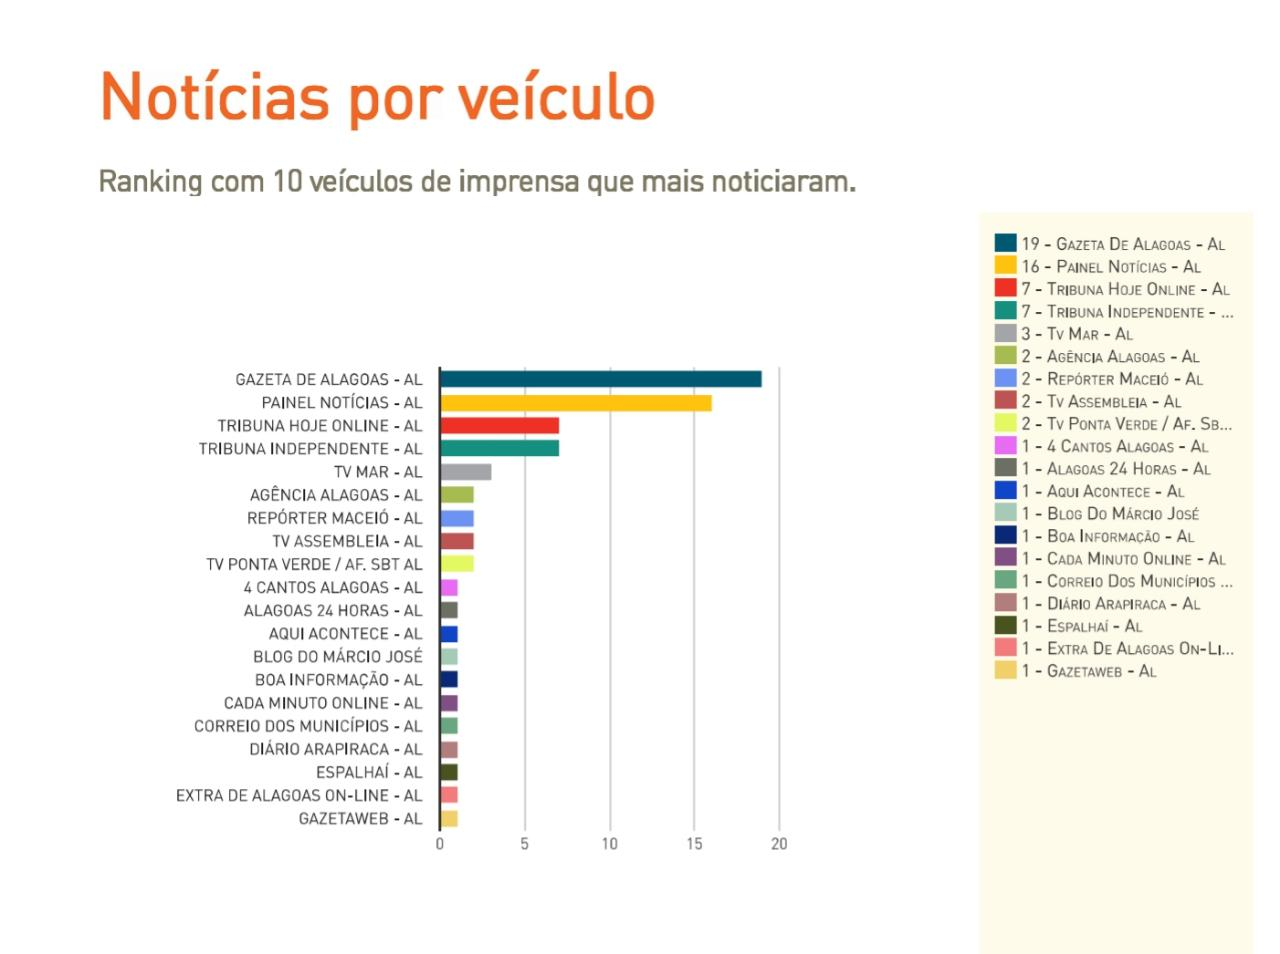 Notícias por veículo
Ranking com 10 veículos de imprensa que mais noticiaram.
GAZETA DE ALAGOAS - AL
PAINEL NOTÍCIAS - AL
TRIBUNA HOJE ONLINE - AL
TRIBUNA INDEPENDENTE - AL
TV MAR - AL
AGÊNCIA ALAGOAS - AL
REPÓRTER MACEIÓ - AL
TV ASSEMBLEIA - AL
TV PONTA VERDE / AF. SBT AL
4 CANTOS ALAGOAS - AL
ALAGOAS 24 HORAS - AL
AQUI ACONTECE - AL
BLOG DO MÁRCIO JOSÉ
BOA INFORMAÇÃO - AL
CADA MINUTO ONLINE - AL
CORREIO DOS MUNICÍPIOS - AL
DIÁRIO ARAPIRACA - AL
ESPALHAÍ - AL
EXTRA DE ALAGOAS ON-LINE - AL
GAZETAWEB - AL
0 5 10 15 20
19 - Gazeta De Alagoas - Al
16 - Painel Notícias - Al
7 - Tribuna Hoje Online - Al
7 - Tribuna Independente - ...
3 - Tv Mar - Al
2 - Agência Alagoas - Al
2 - Repórter Maceió - Al
2 - Tv Assembleia - Al
2 - Tv Ponta Verde / Af. Sb...
1 - 4 Cantos Alagoas - Al
1 - Alagoas 24 Horas - Al
1 - Aqui Acontece - Al
1 - Blog Do Márcio José
1 - Boa Informação - Al
1 - Cada Minuto Online - Al
1 - Correio Dos Municípios ...
1 - Diário Arapiraca - Al
1 - Espalhaí - Al
1 - Extra De Alagoas On-Li...
1 - Gazetaweb - Al